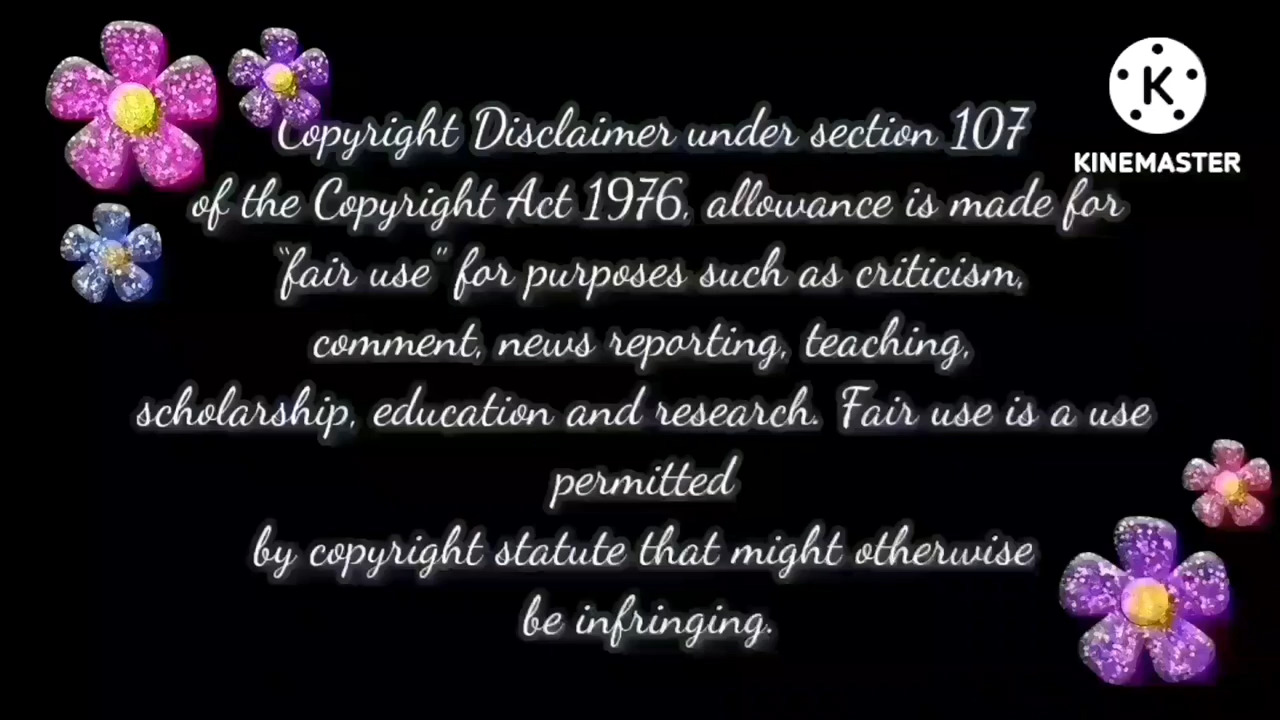 Copyright Disclaimer under section 107
of the Copyright Act 1976, allowance is made for
“fair use” for purposes such as criticism,
comment, news reporting, teaching,
scholarship, education and research. Fair use is a use
permitted
by copyright statute that might otherwise
be infringing.
K
KINEMASTER